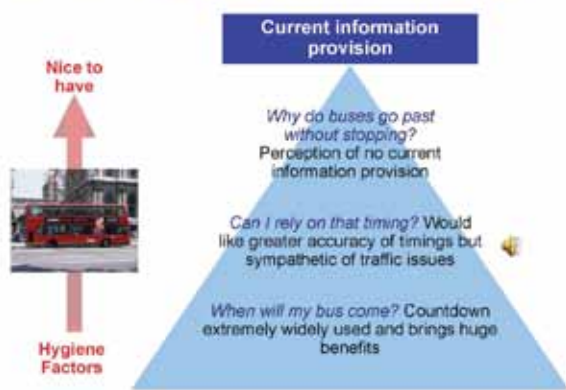 Current information
provision
Nice to
have
Why do buses go past
without stopping?
Perception of no current
information provision
Can I rely on that timing? Would
like greater accuracy of timings but
sympathetic of traffic issues
When will my bus come? Countdown
extremely widely used and brings huge
benefits
Hygiene
Factors